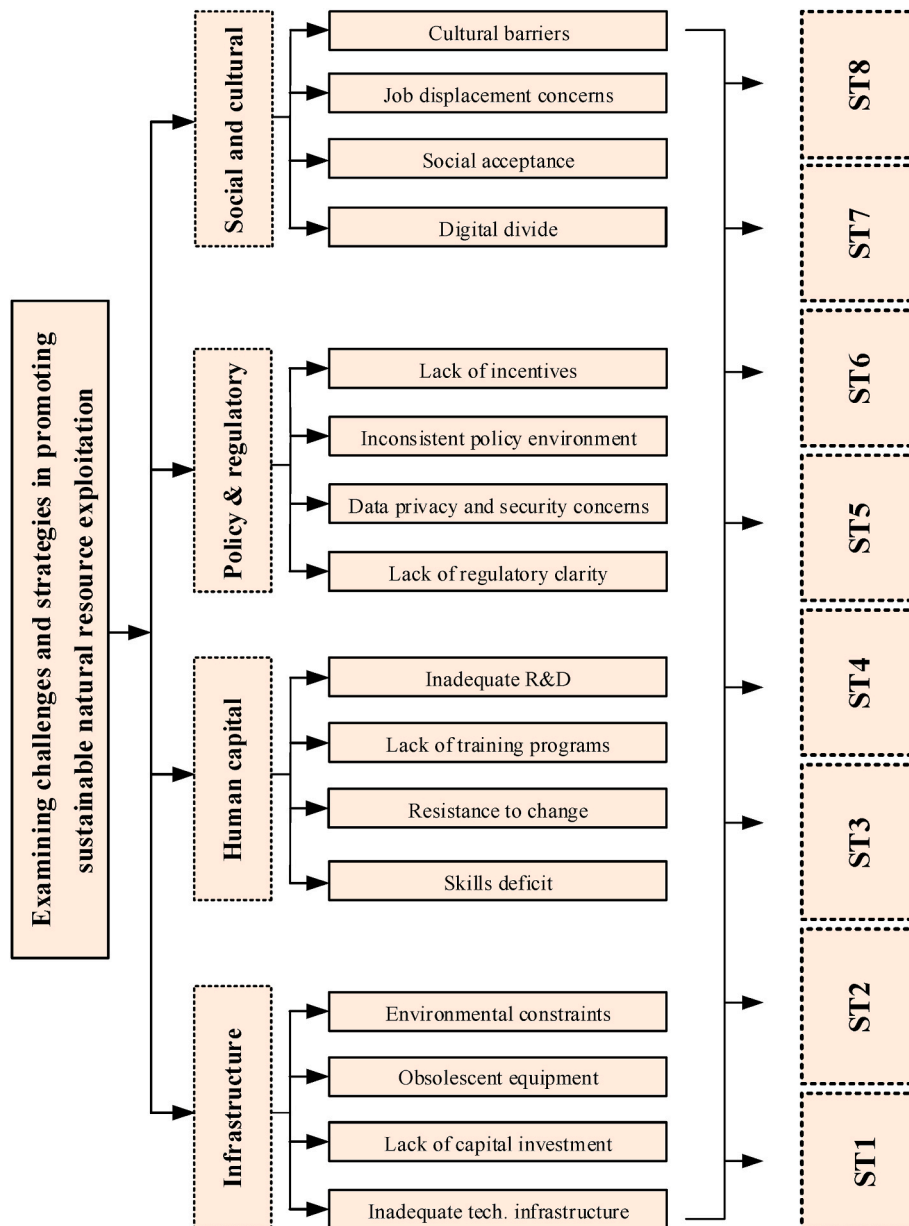 Examining challenges and strategies in promoting
sustainable natural resource exploitation
Social and cultural
Cultural barriers
Job displacement concerns
Social acceptance
Digital divide
Policy & regulatory
Lack of incentives
Inconsistent policy environment
Data privacy and security concerns
Lack of regulatory clarity
Human capital
Inadequate R&D
Lack of training programs
Resistance to change
Skills deficit
Infrastructure
Environmental constraints
Obsolescent equipment
Lack of capital investment
Inadequate tech. infrastructure
ST8
ST7
ST6
ST5
ST4
ST3
ST2
ST1